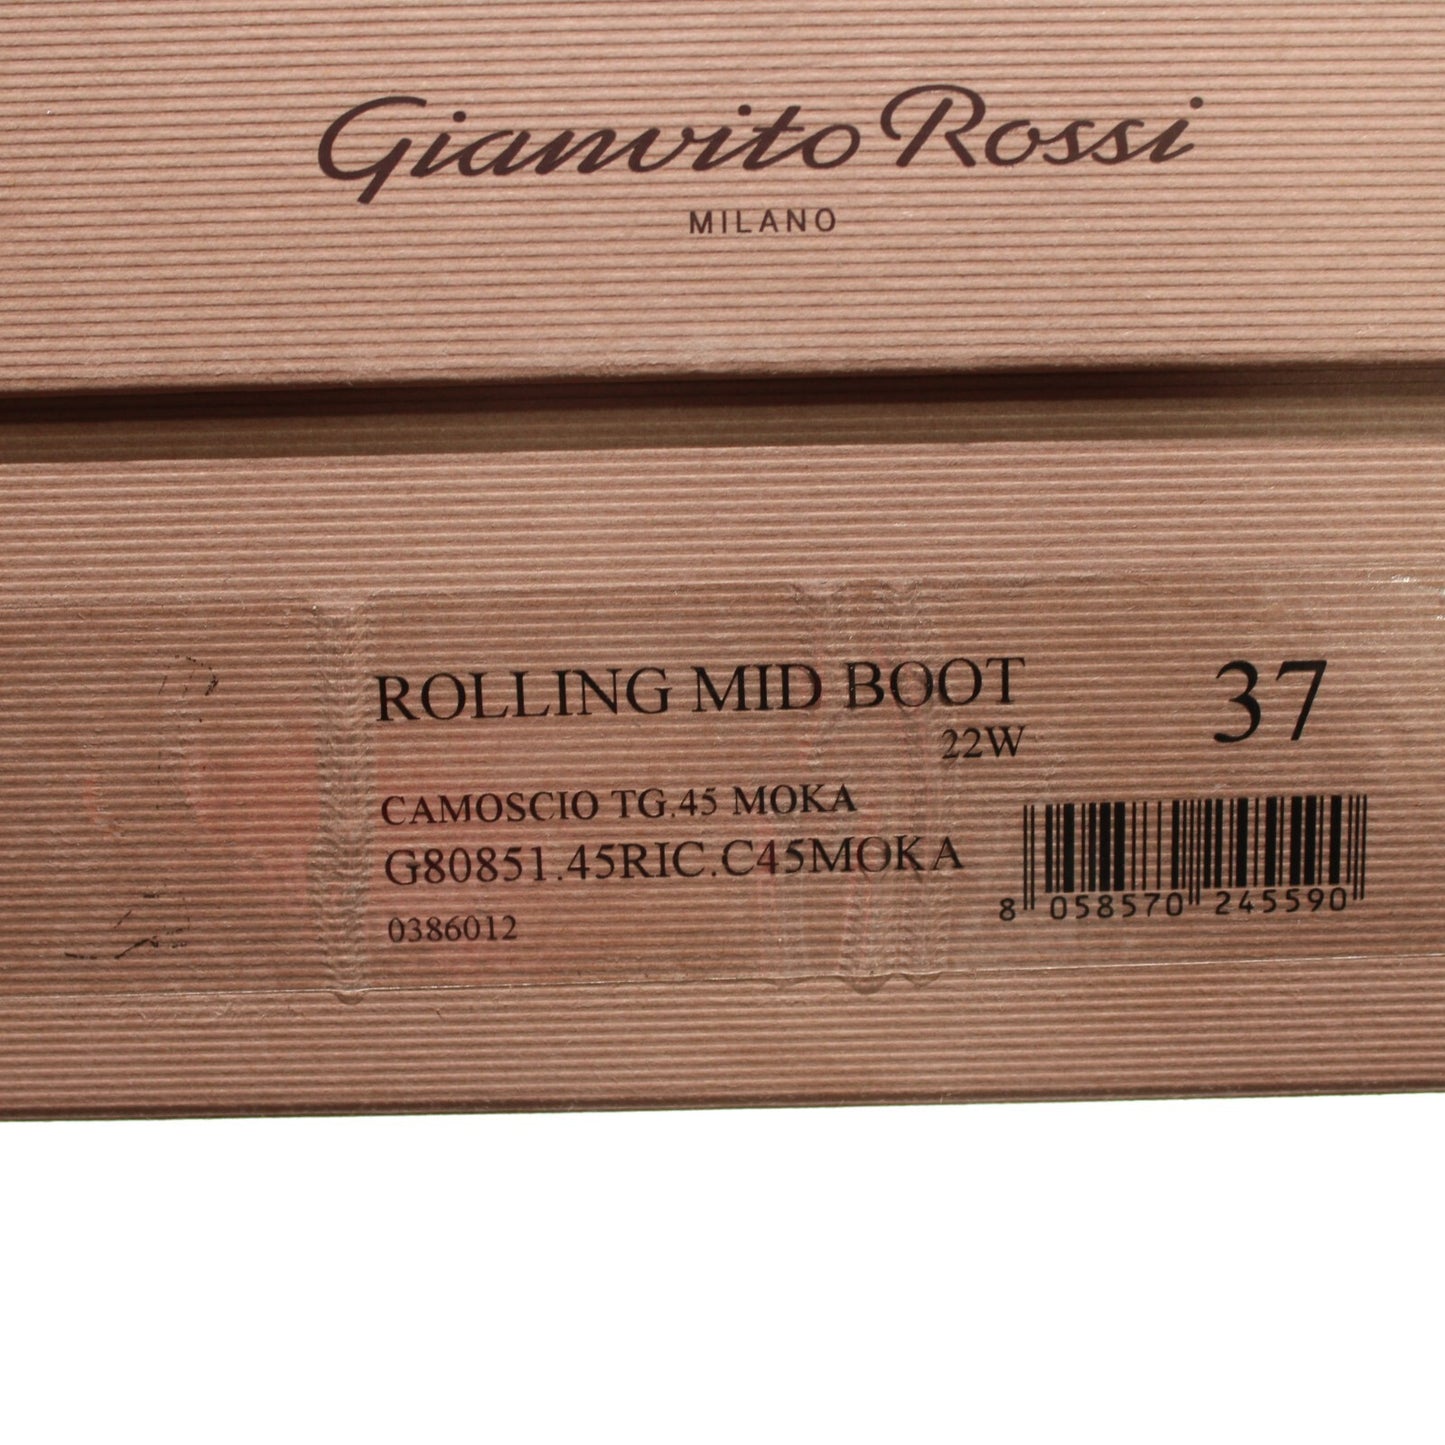 Gianvito Rossi
MILANO
ROLLING MID BOOT
22W
37
CAMOSCIO TG.45 MOKA
G80851.45RIC.C45MOKA
0386012
8 058570 245590